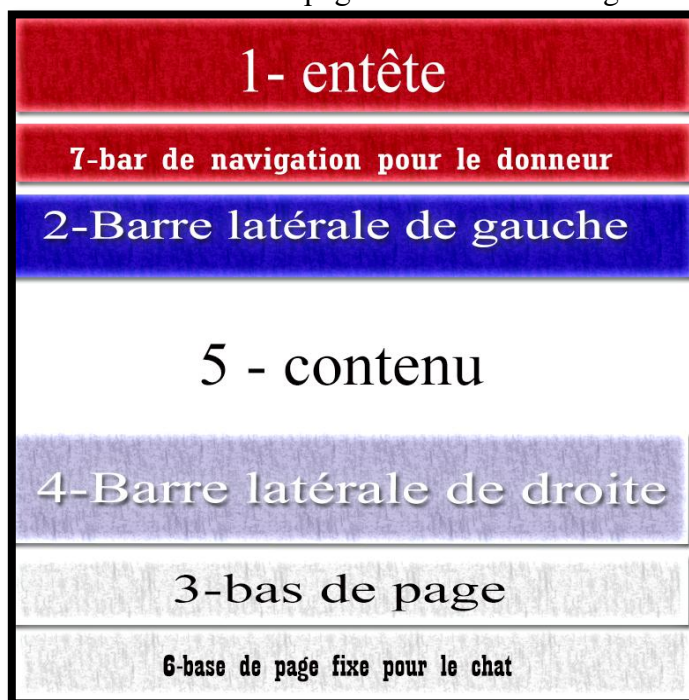 1- entête
7-bar de navigation pour le donneur
2-Barre latérale de gauche
5 - contenu
4-Barre latérale de droite
3-bas de page
6-base de page fixe pour le chat